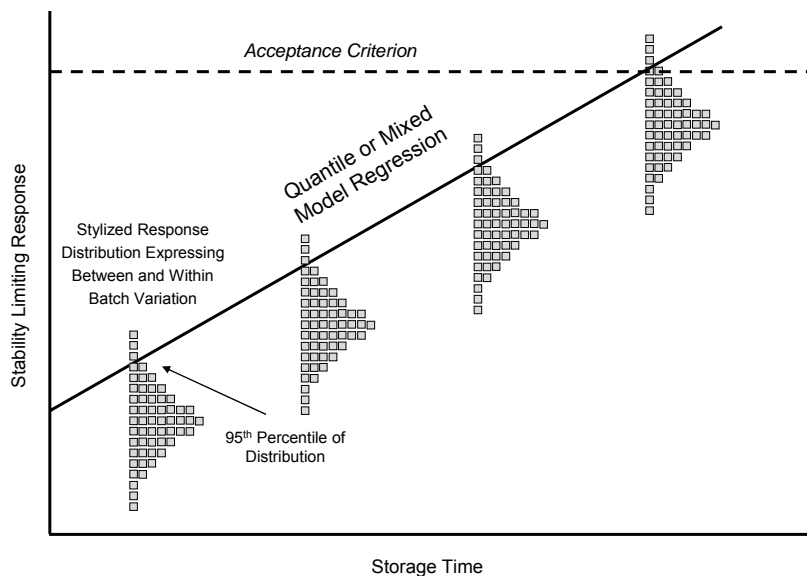 Acceptance Criterion
Quantile or Mixed
Model Regression
Stylized Response
Distribution Expressing
Between and Within
Batch Variation
95th Percentile of
Distribution
Stability Limiting Response
Storage Time